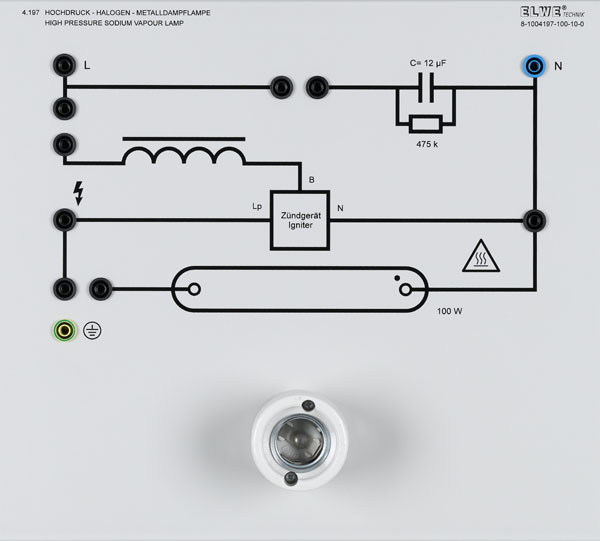 4.197 HOCHDRUCK - HALOGEN - METALLDAMPFLAMPE
HIGH PRESSURE SODIUM VAPOUR LAMP
ELWE® TECHNIK
8-1004197-100-10-0
L
C= 12 µF
N
475 k
B
Lp
Zündgerät
Igniter
N
100 W